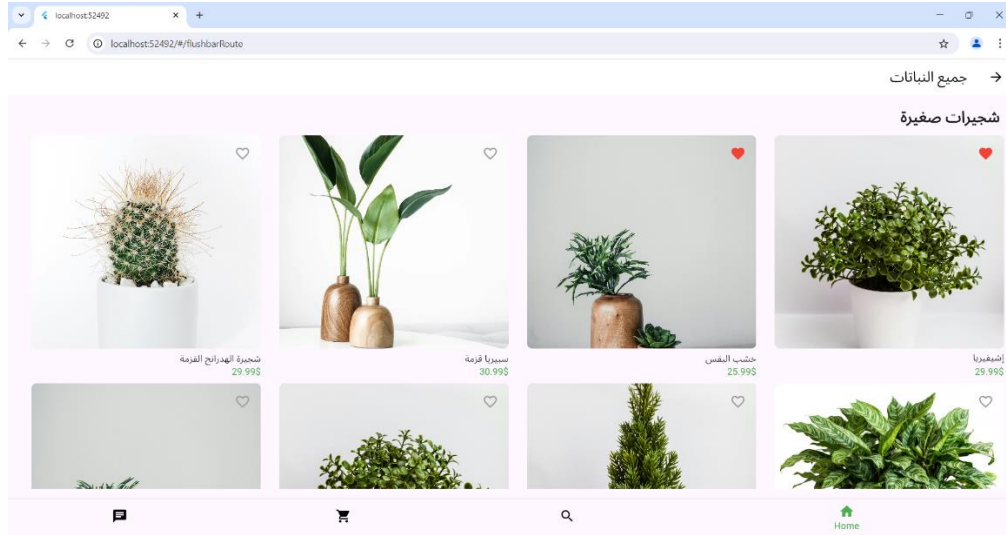 localhost:52492
localhost:52492/#/flushbarRoute
جميع النباتات
شجيرات صغيرة
إشيفيريا
29.99$
خشب البقس
25.99$
سيبريا قزمة
30.99$
شجيرة الهدرانج القزمة
29.99$
Home